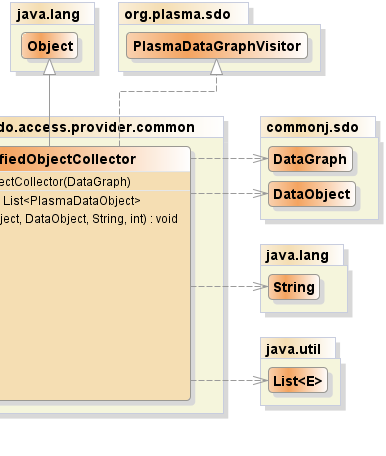 java.lang
Object
org.plasma.sdo
PlasmaDataGraphVisitor
do.access.provider.common
fiedObjectCollector
ectCollector(DataGraph)
List<PlasmaDataObject>
ject, DataObject, String, int) : void
commonj.sdo
DataGraph
DataObject
java.lang
String
java.util
List<E>